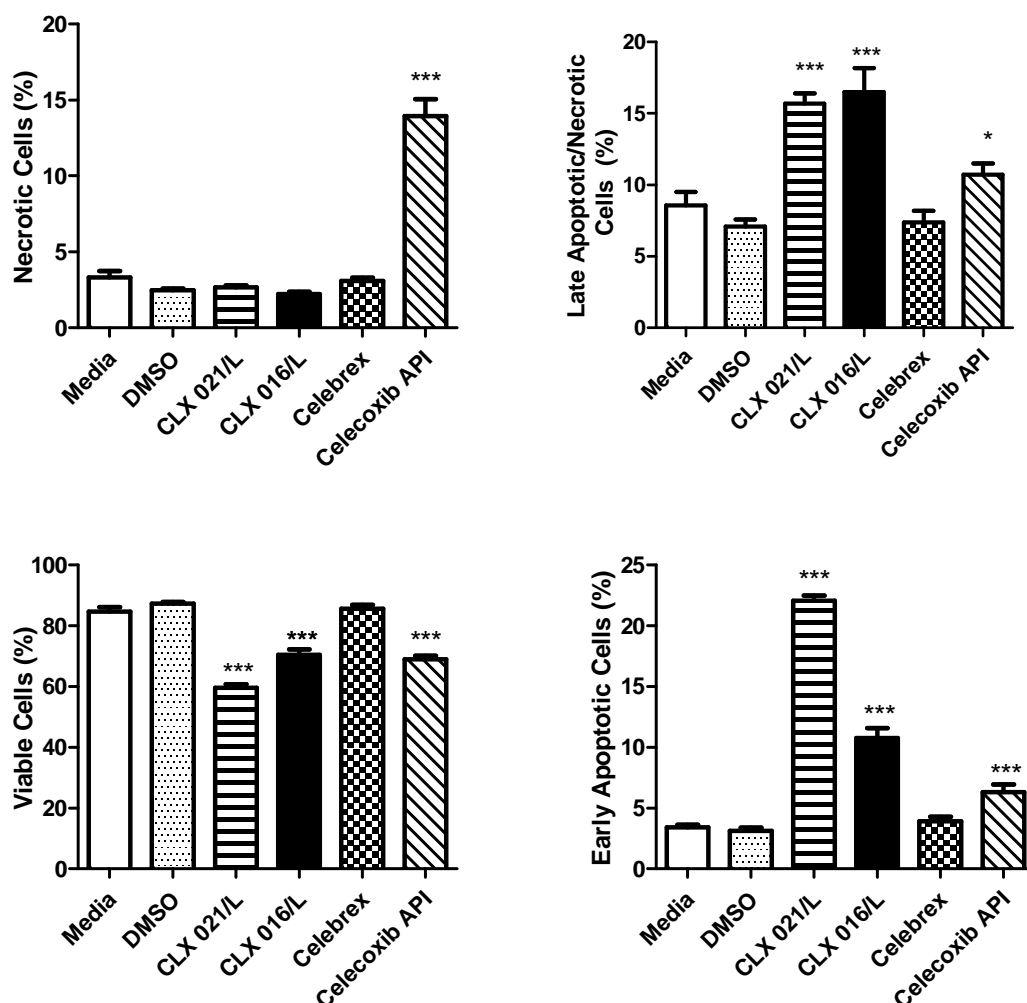 Necrotic Cells (%)
20
15
10
5
0
***
Media
DMSO
CLX 021/L
CLX 016/L
Celebrex
Celecoxib API
Late Apoptotic/Necrotic
Cells (%)
20
15
10
5
0
***
***
*
Media
DMSO
CLX 021/L
CLX 016/L
Celebrex
Celecoxib API
Viable Cells (%)
100
80
60
40
20
0
***
***
***
Media
DMSO
CLX 021/L
CLX 016/L
Celebrex
Celecoxib API
Early Apoptotic Cells (%)
25
20
15
10
5
0
***
***
***
Media
DMSO
CLX 021/L
CLX 016/L
Celebrex
Celecoxib API